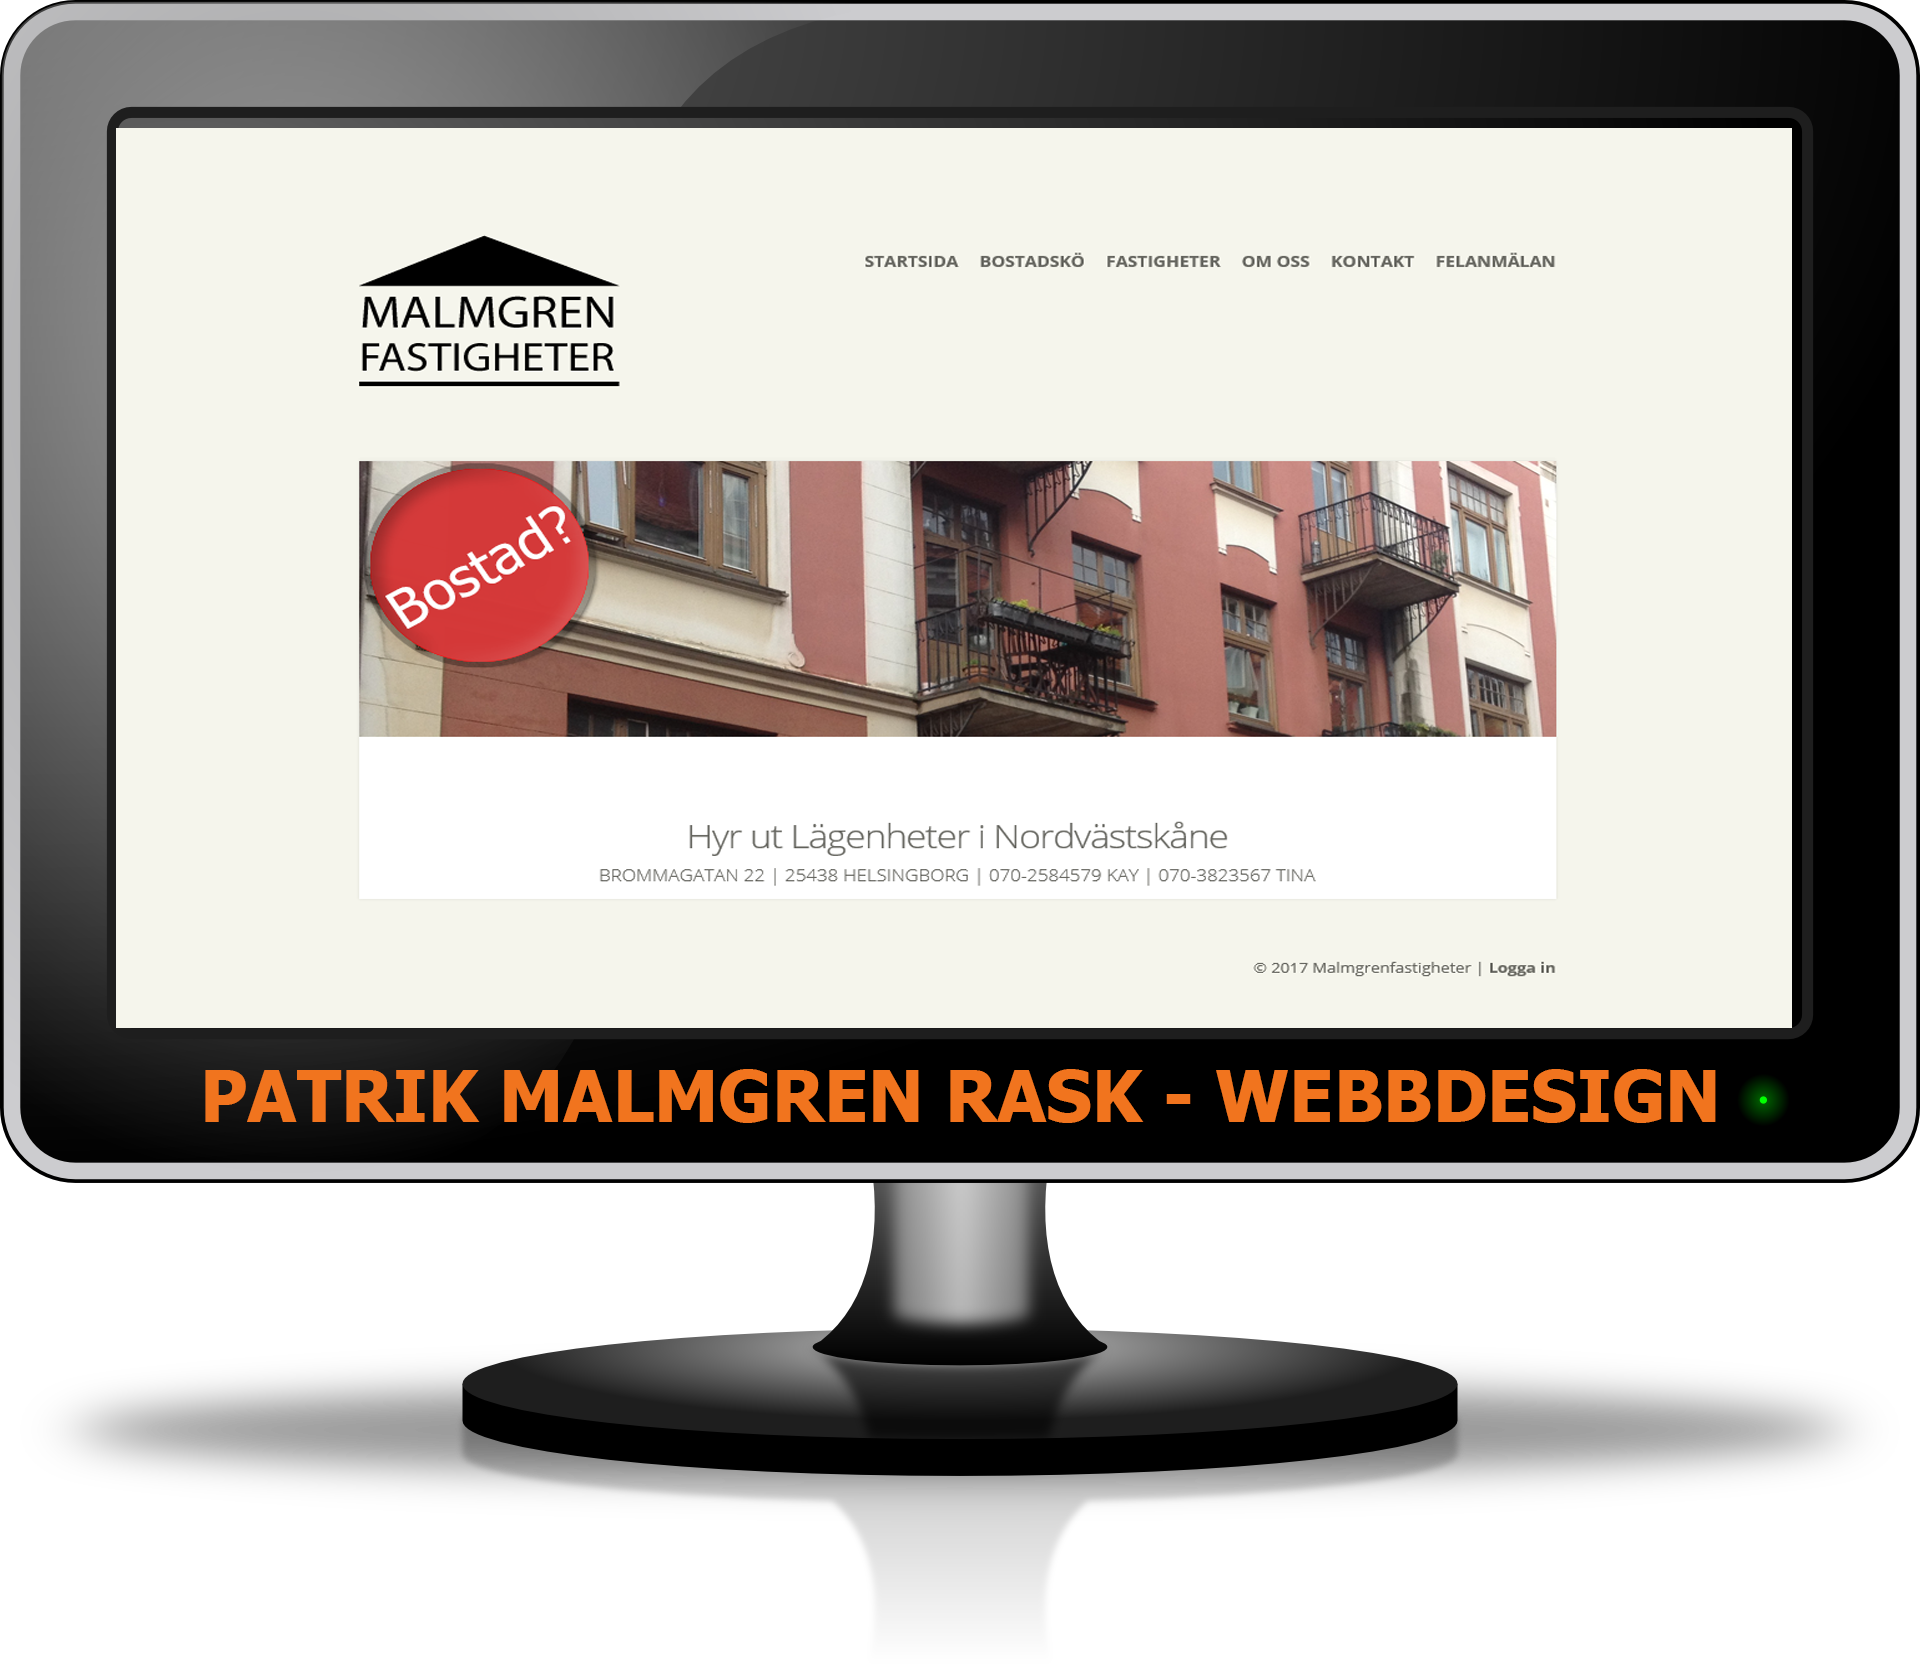 MALMGREN
FASTIGHETER
STARTSIDA BOSTADSKÖ FASTIGHETER OM OSS KONTAKT FELANMÄLAN
Bostad?
Hyr ut Lägenheter i Nordvästskåne
BROMMAGATAN 22 | 25438 HELSINGBORG | 070-2584579 KAY | 070-3823567 TINA
© 2017 Malmgrenfastigheter | Logga in
PATRIK MALMGREN RASK - WEBBDESIGN